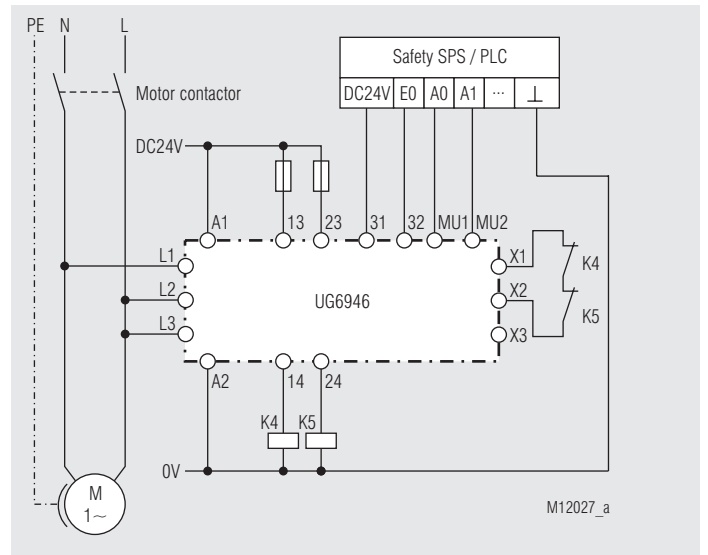 PE N L
Safety SPS / PLC
DC24V E0 A0 A1 ... ⊥
Motor contactor
DC24V
A1 13 23 31 32 MU1 MU2
L1 X1
K4
L2 X2
UG6946
K5
L3 X3
A2 14 24
K4 K5
0V
M
1~
M12027_a